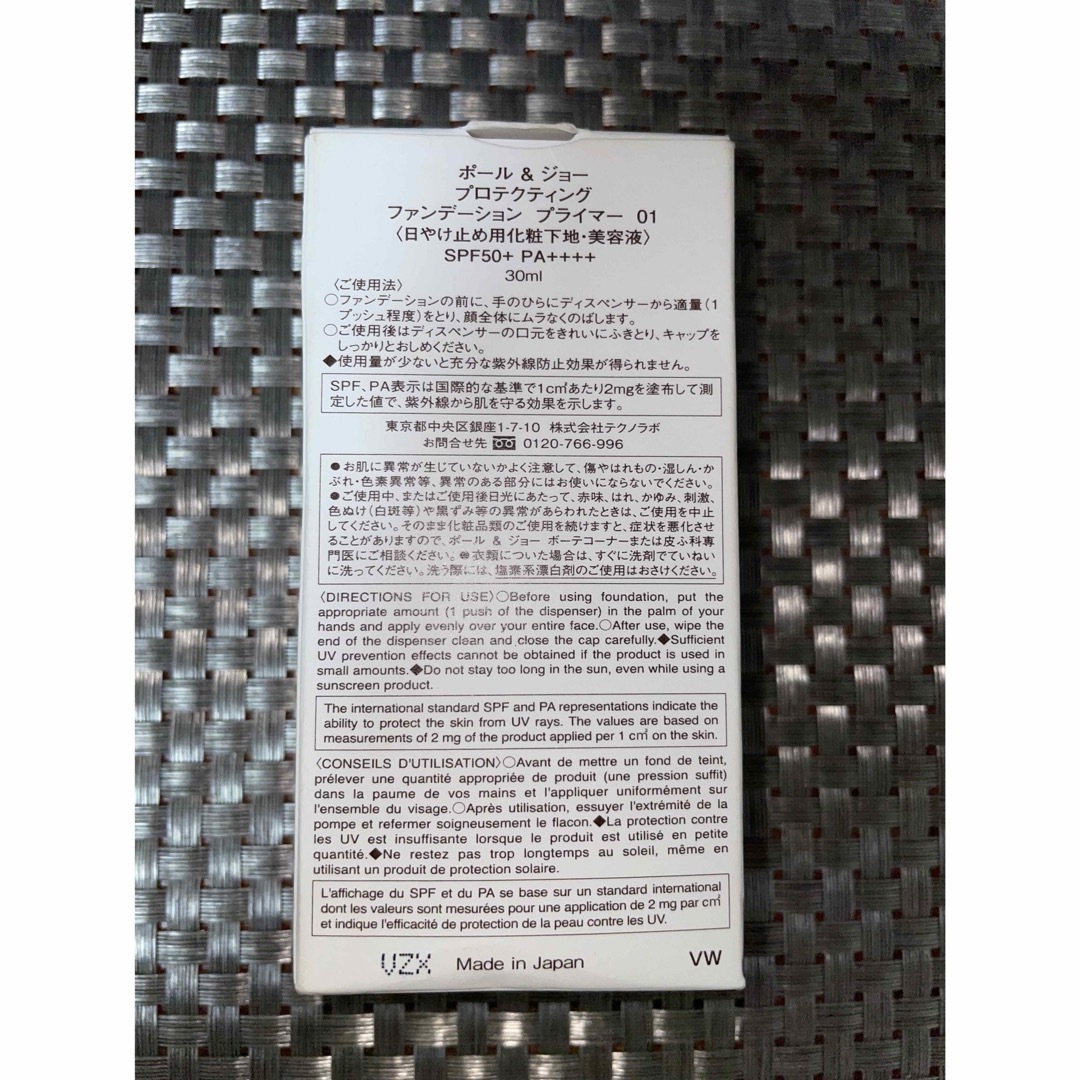 ポール & ジョー
プロテクティング
ファンデーション プライマー 01
〈日やけ止め用化粧下地・美容液〉
SPF50+ PA++++
30ml
〈ご使用法〉
○ファンデーションの前に、手のひらにディスペンサーから適量(1
プッシュ程度)をとり、顔全体にムラなくのばします。
○ご使用後はディスペンサーの口元をきれいにふきとり、キャップを
しっかりとおしめください。
◆使用量が少ないと充分な紫外線防止効果が得られません。
SPF、PA表示は国際的な基準で1c㎡あたり2mgを塗布して測
定した値で、紫外線から肌を守る効果を示します。
東京都中央区銀座1-7-10 株式会社テクノラボ
お問合せ先 0120-766-996
●お肌に異常が生じていないかよく注意して、傷やはれもの・湿しん・か
ぶれ・色素異常等、異常のある部分にはお使いにならないでください。
●ご使用中、またはご使用後日光にあたって、赤味、はれ、かゆみ、刺激、
色ぬけ(白斑等)や黒ずみ等の異常があらわれたときは、ご使用を中止
してください。そのまま化粧品類のご使用を続けますと、症状を悪化させ
ることがありますので、ポール & ジョー ボーテコーナーまたは皮ふ科専
門医にご相談ください。●衣類についた場合は、すぐに洗剤でていねい
に洗ってください。洗う際には、塩素系漂白剤のご使用はおさけください。
〈DIRECTIONS FOR USE〉○Before using foundation, put the
appropriate amount (1 push of the dispenser) in the palm of your
hands and apply evenly over your entire face.○After use, wipe the
end of the dispenser clean and close the cap carefully.◆Sufficient
UV prevention effects cannot be obtained if the product is used in
small amounts.◆Do not stay too long in the sun, even while using a
sunscreen product.
The international standard SPF and PA representations indicate the
ability to protect the skin from UV rays. The values are based on
measurements of 2 mg of the product applied per 1 c㎡ on the skin.
〈CONSEILS D'UTILISATION〉○Avant de mettre un fond de teint,
prélever une quantité appropriée de produit (une pression suffit)
dans la paume de vos mains et l'appliquer uniformément sur
l'ensemble du visage.○Après utilisation, essuyer l'extrémité de la
pompe et refermer soigneusement le flacon.◆La protection contre
les UV est insuffisante lorsque le produit est utilisé en petite
quantité.◆Ne restez pas trop longtemps au soleil, même en
utilisant un produit de protection solaire.
L'affichage du SPF et du PA se base sur un standard international
dont les valeurs sont mesurées pour une application de 2 mg par c㎡
et indique l'efficacité de protection de la peau contre les UV.
VZX Made in Japan VW